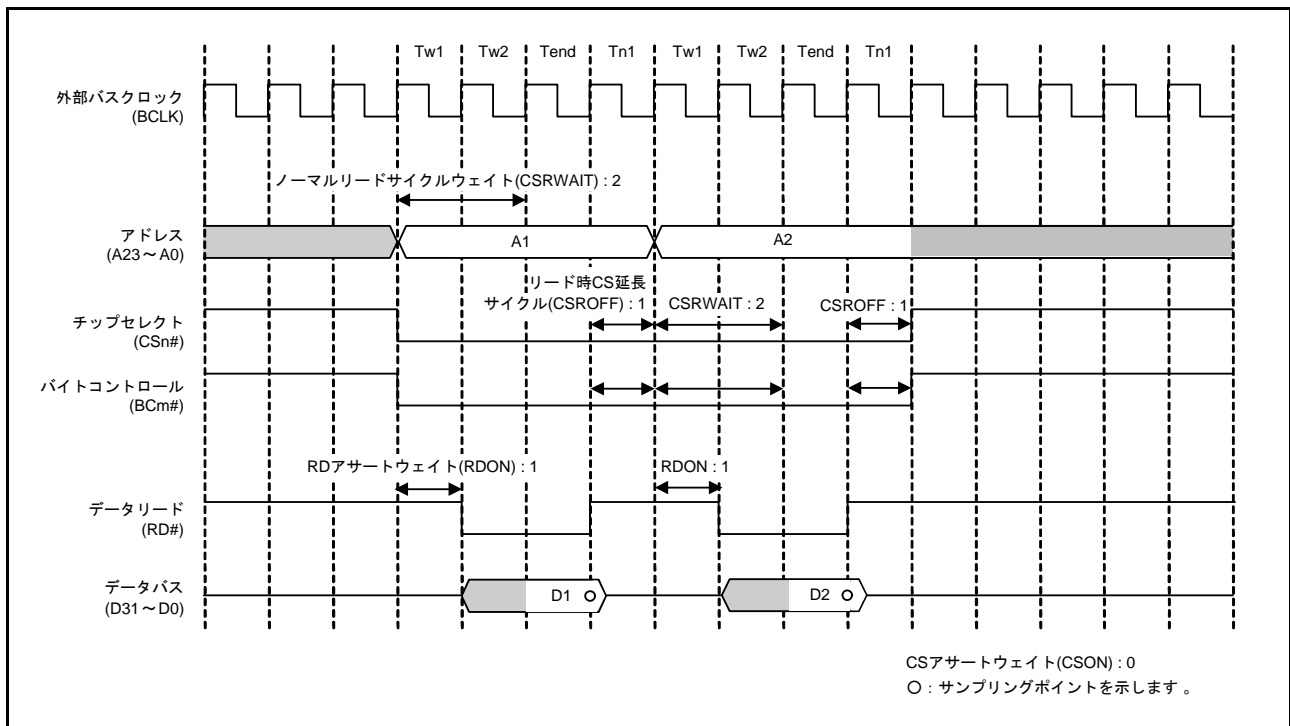 Tw1 Tw2 Tend Tn1 Tw1 Tw2 Tend Tn1
外部バスクロック
(BCLK)
ノーマルリードサイクルウェイト(CSRWAIT) : 2
アドレス
(A23～A0)
A1
A2
リード時CS延長
サイクル(CSROFF) : 1
CSRWAIT : 2
CSROFF : 1
チップセレクト
(CSn#)
バイトコントロール
(BCm#)
RDアサートウェイト(RDON) : 1
RDON : 1
データリード
(RD#)
データバス
(D31～D0)
D1
D2
CSアサートウェイト(CSON) : 0
○ : サンプリングポイントを示します 。